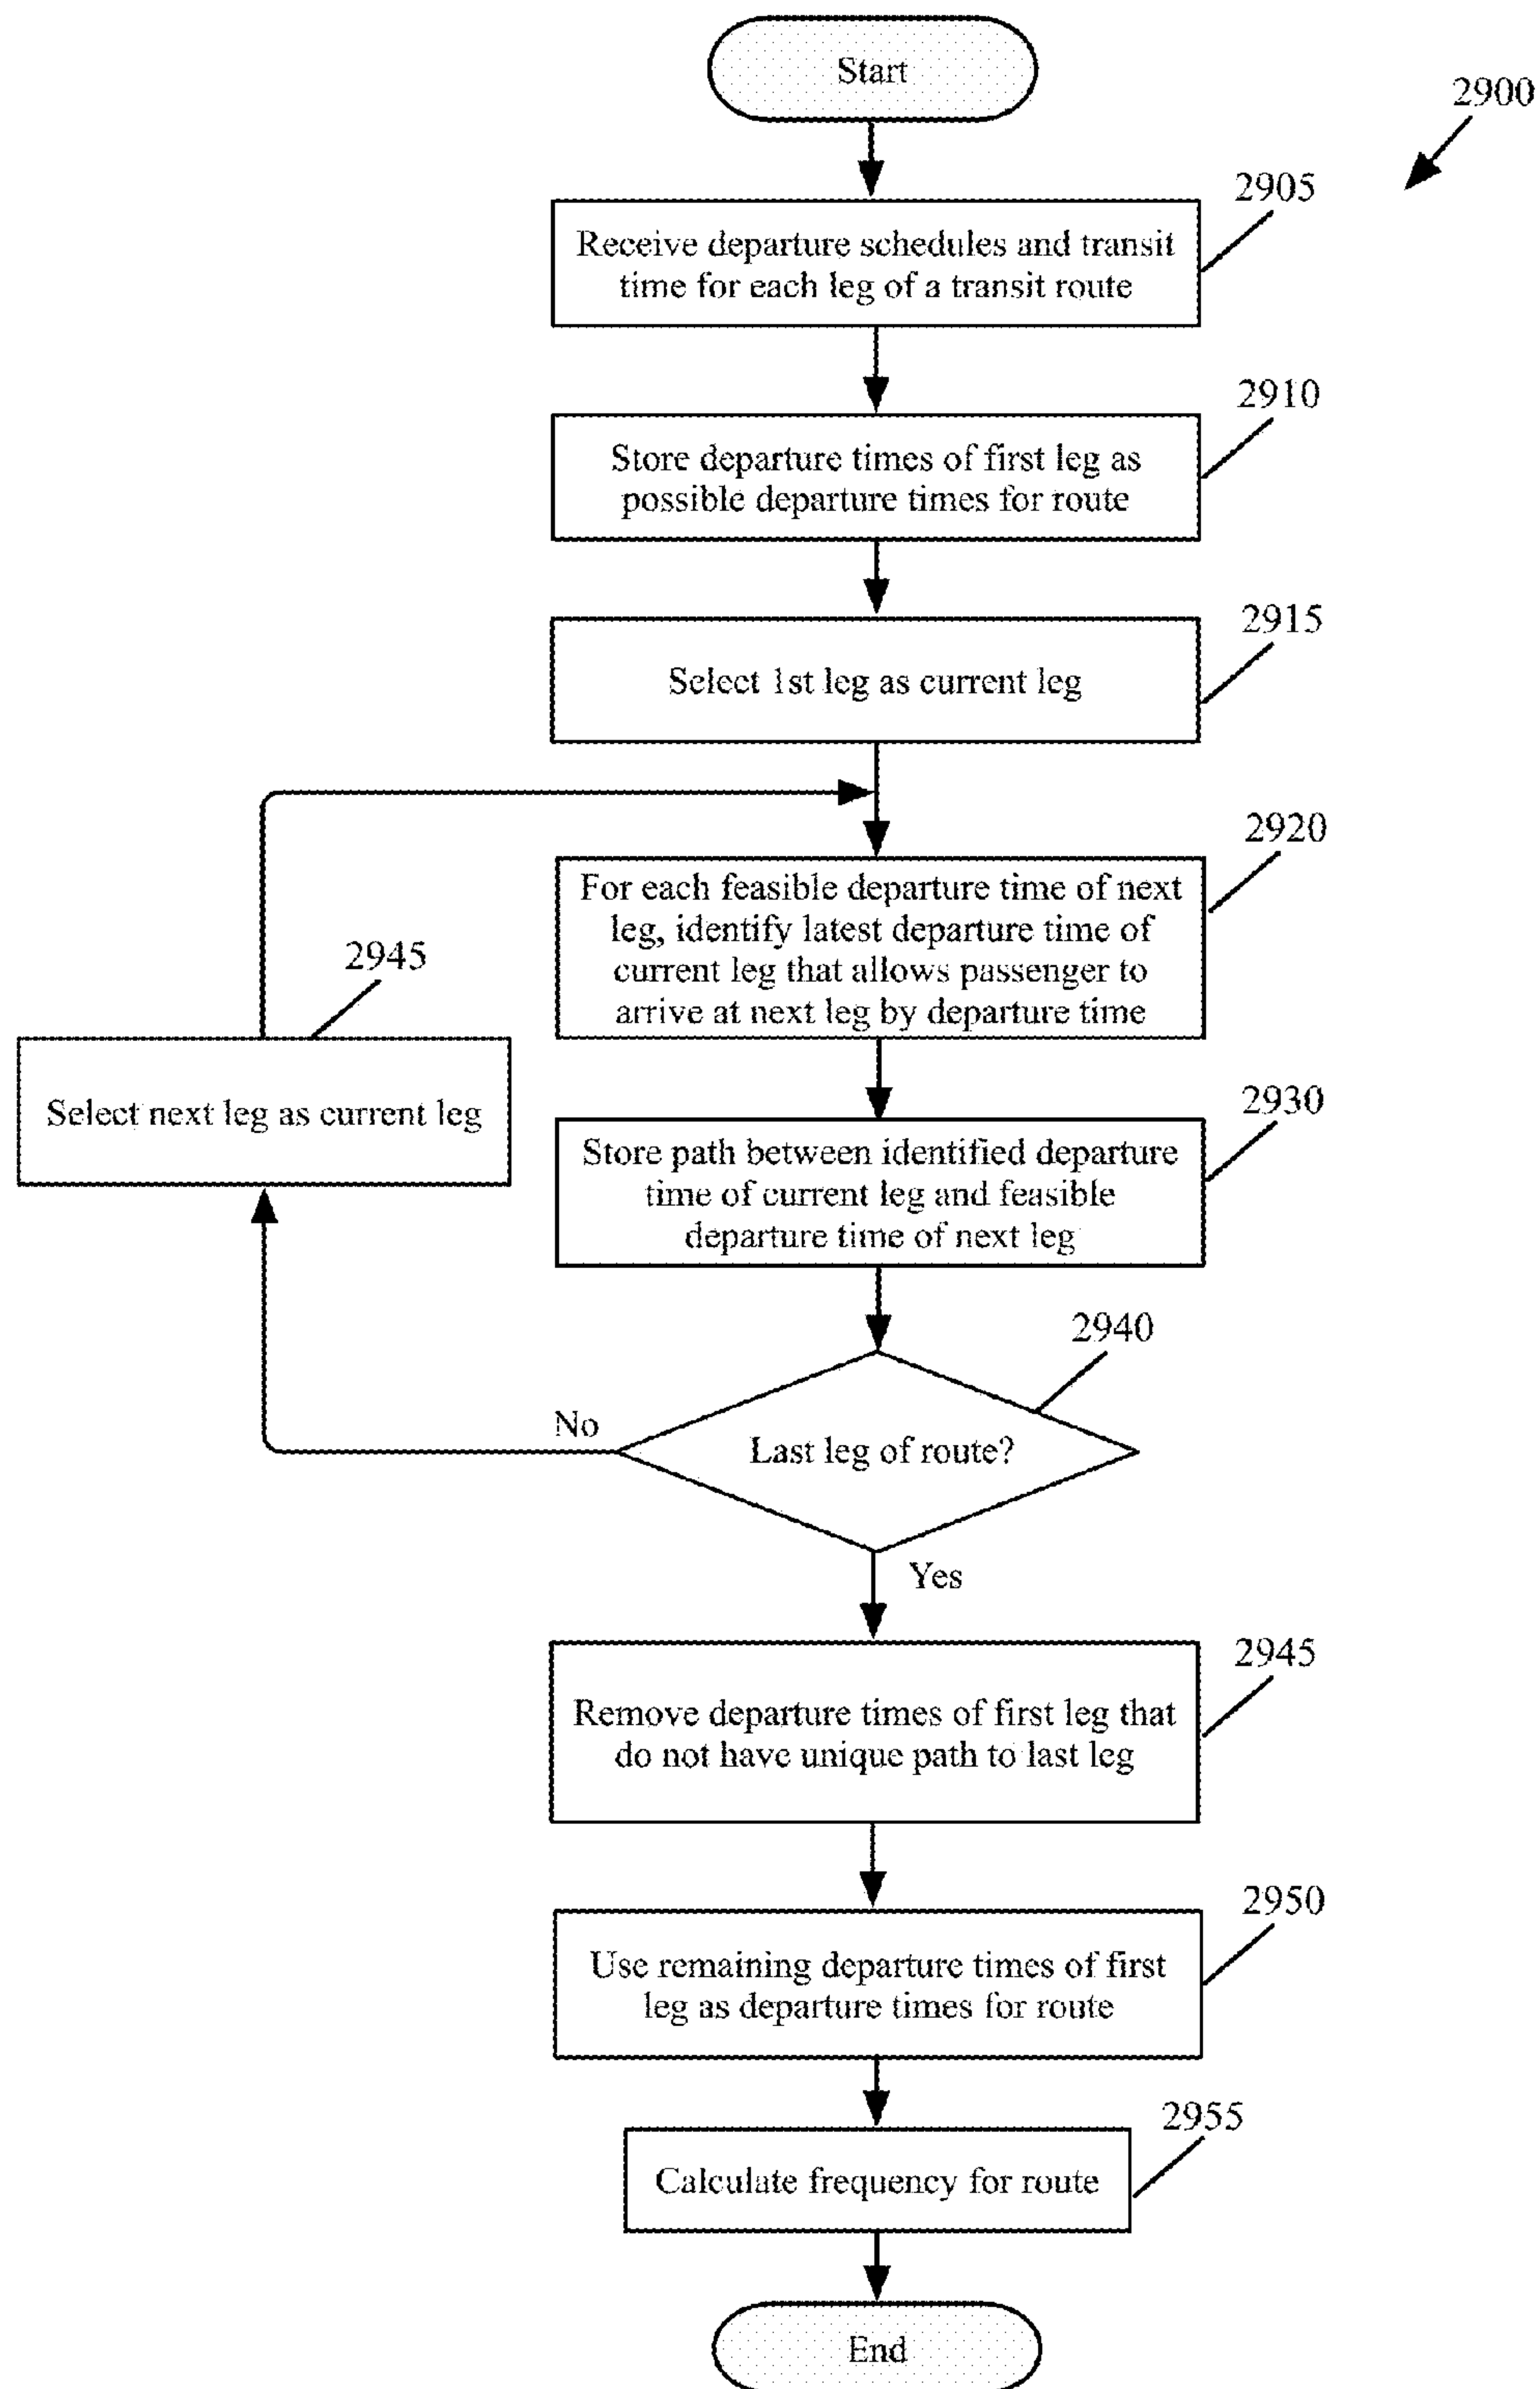 Start
2900
2905
Receive departure schedules and transit
time for each leg of a transit route
2910
Store departure times of first leg as
possible departure times for route
2915
Select 1st leg as current leg
2920
For each feasible departure time of next
leg, identify latest departure time of
current leg that allows passenger to
arrive at next leg by departure time
2945
Select next leg as current leg
2930
Store path between identified departure
time of current leg and feasible
departure time of next leg
2940
No
Last leg of route?
Yes
2945
Remove departure times of first leg that
do not have unique path to last leg
2950
Use remaining departure times of first
leg as departure times for route
2955
Calculate frequency for route
End